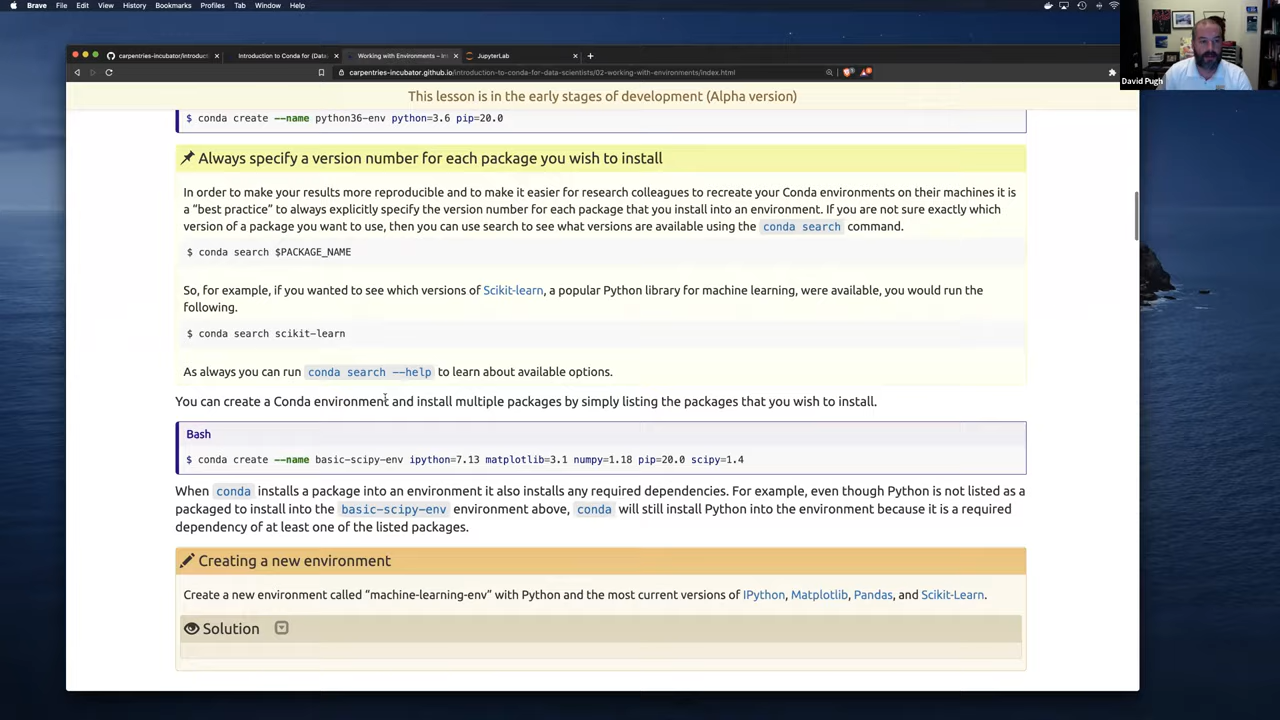 Brave File Edit View History Bookmarks Profiles Tab Window Help
carpentries-incubator/introduct
Introduction to Conda for (Data
Working with Environments – In
JupyterLab
carpentries-incubator.github.io/introduction-to-conda-for-data-scientists/02-working-with-environments/index.html
David Pugh
This lesson is in the early stages of development (Alpha version)
$ conda create --name python36-env python=3.6 pip=20.0
Always specify a version number for each package you wish to install
In order to make your results more reproducible and to make it easier for research colleagues to recreate your Conda environments on their machines it is
a “best practice” to always explicitly specify the version number for each package that you install into an environment. If you are not sure exactly which
version of a package you want to use, then you can use search to see what versions are available using the conda search command.
$ conda search $PACKAGE_NAME
So, for example, if you wanted to see which versions of Scikit-learn, a popular Python library for machine learning, were available, you would run the
following.
$ conda search scikit-learn
As always you can run conda search --help to learn about available options.
You can create a Conda environment and install multiple packages by simply listing the packages that you wish to install.
Bash
$ conda create --name basic-scipy-env ipython=7.13 matplotlib=3.1 numpy=1.18 pip=20.0 scipy=1.4
When conda installs a package into an environment it also installs any required dependencies. For example, even though Python is not listed as a
packaged to install into the basic-scipy-env environment above, conda will still install Python into the environment because it is a required
dependency of at least one of the listed packages.
Creating a new environment
Create a new environment called “machine-learning-env” with Python and the most current versions of IPython, Matplotlib, Pandas, and Scikit-Learn.
Solution